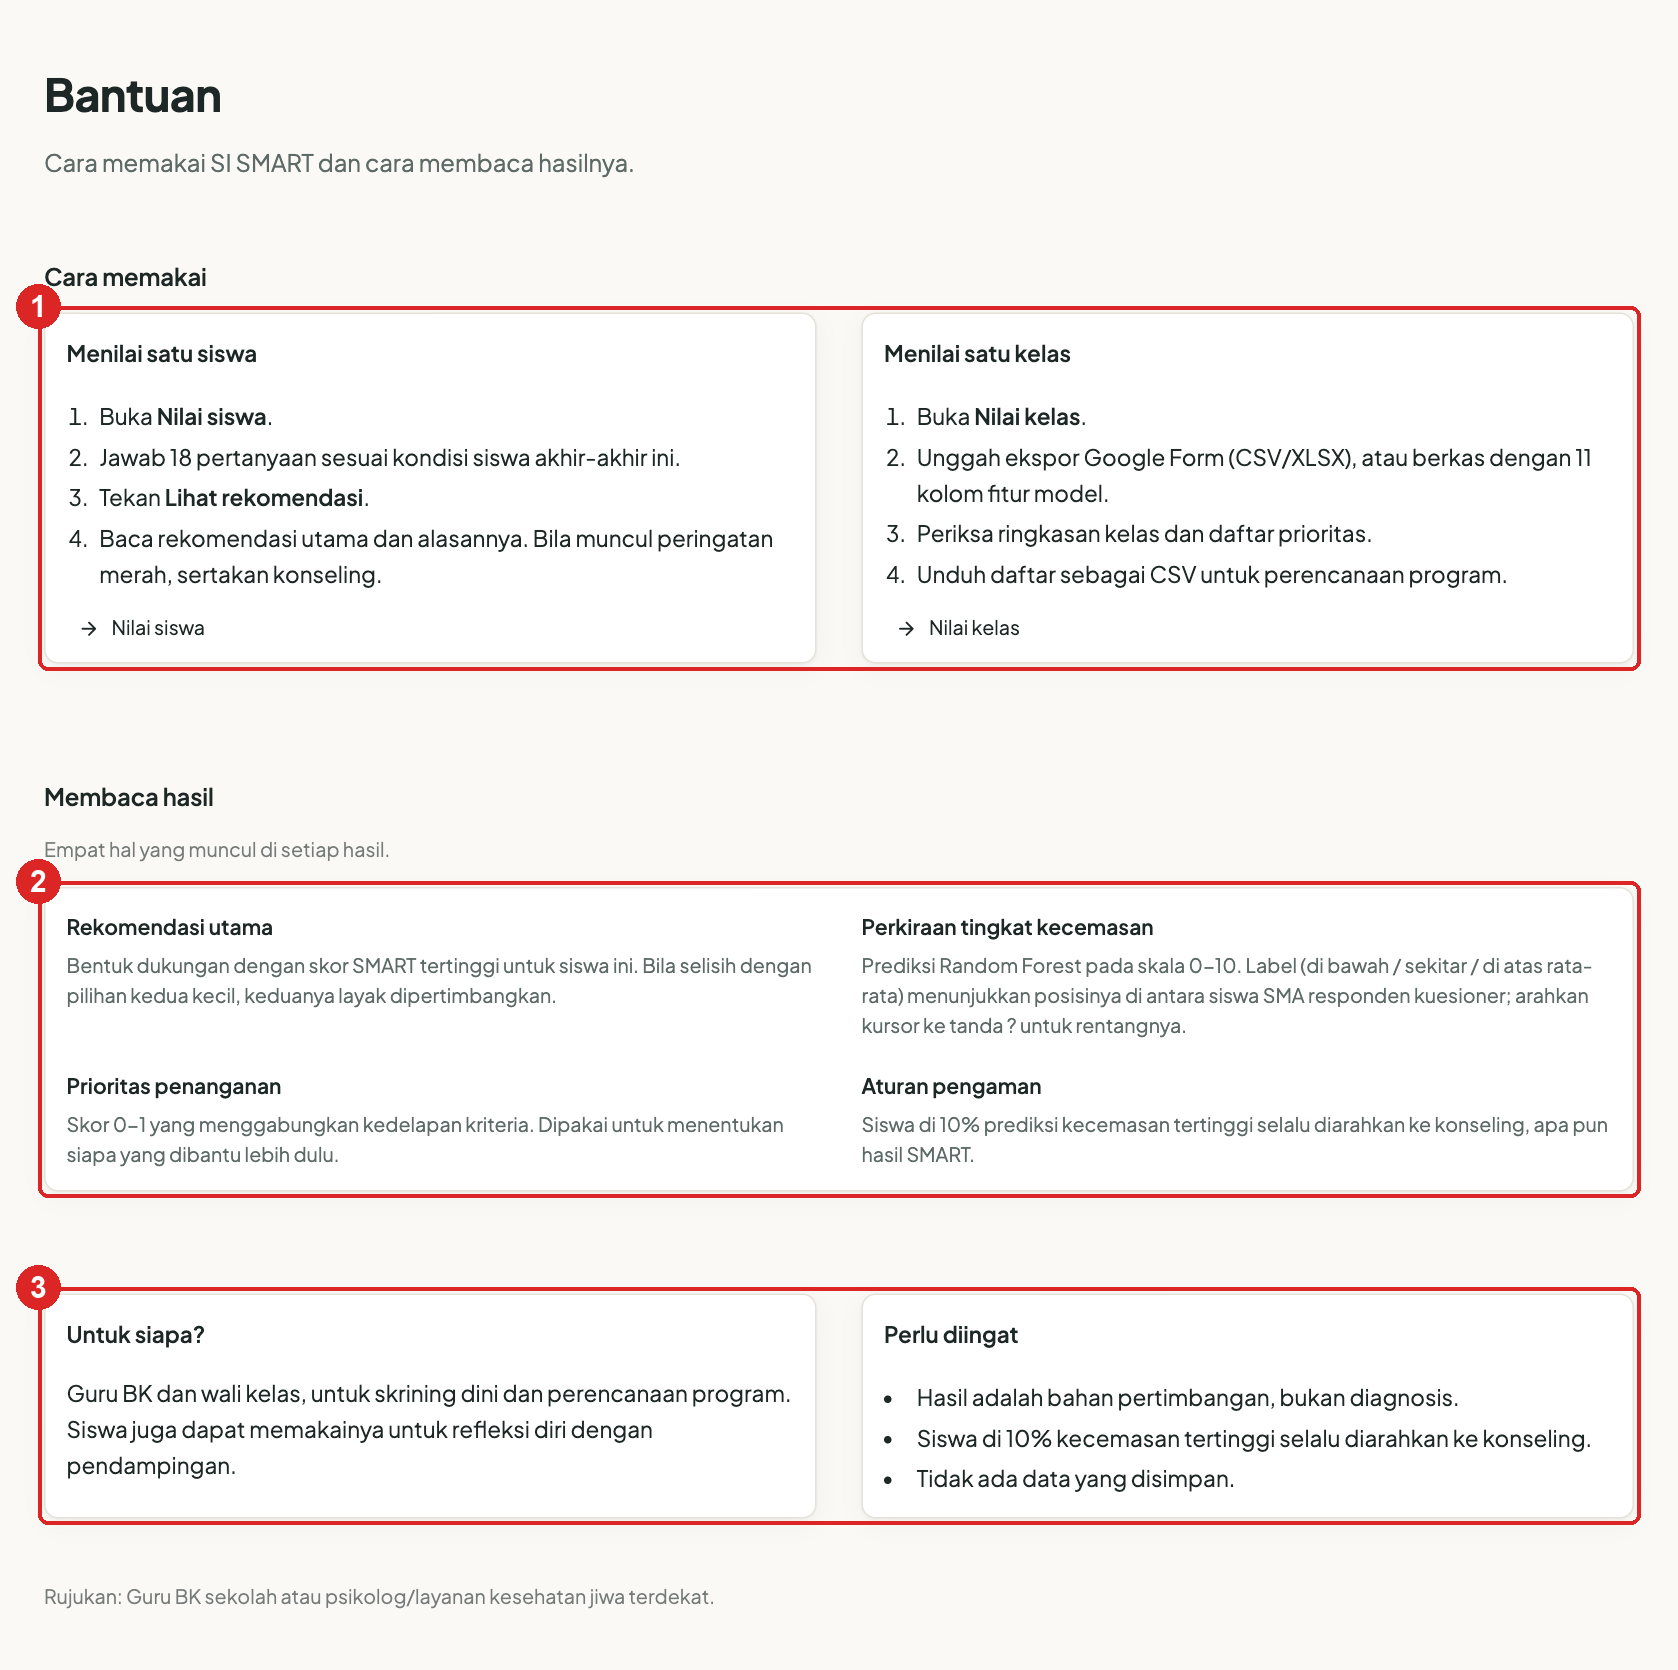 Bantuan
Cara memakai SI SMART dan cara membaca hasilnya.
Cara memakai
1
Menilai satu siswa
1. Buka Nilai siswa.
2. Jawab 18 pertanyaan sesuai kondisi siswa akhir-akhir ini.
3. Tekan Lihat rekomendasi.
4. Baca rekomendasi utama dan alasannya. Bila muncul peringatan
merah, sertakan konseling.
→ Nilai siswa
Menilai satu kelas
1. Buka Nilai kelas.
2. Unggah ekspor Google Form (CSV/XLSX), atau berkas dengan 11
kolom fitur model.
3. Periksa ringkasan kelas dan daftar prioritas.
4. Unduh daftar sebagai CSV untuk perencanaan program.
→ Nilai kelas
Membaca hasil
Empat hal yang muncul di setiap hasil.
2
Rekomendasi utama
Bentuk dukungan dengan skor SMART tertinggi untuk siswa ini. Bila selisih dengan
pilihan kedua kecil, keduanya layak dipertimbangkan.
Perkiraan tingkat kecemasan
Prediksi Random Forest pada skala 0–10. Label (di bawah / sekitar / di atas rata-
rata) menunjukkan posisinya di antara siswa SMA responden kuesioner; arahkan
kursor ke tanda ? untuk rentangnya.
Prioritas penanganan
Skor 0–1 yang menggabungkan kedelapan kriteria. Dipakai untuk menentukan
siapa yang dibantu lebih dulu.
Aturan pengaman
Siswa di 10% prediksi kecemasan tertinggi selalu diarahkan ke konseling, apa pun
hasil SMART.
3
Untuk siapa?
Guru BK dan wali kelas, untuk skrining dini dan perencanaan program.
Siswa juga dapat memakainya untuk refleksi diri dengan
pendampingan.
Perlu diingat
• Hasil adalah bahan pertimbangan, bukan diagnosis.
• Siswa di 10% kecemasan tertinggi selalu diarahkan ke konseling.
• Tidak ada data yang disimpan.
Rujukan: Guru BK sekolah atau psikolog/layanan kesehatan jiwa terdekat.